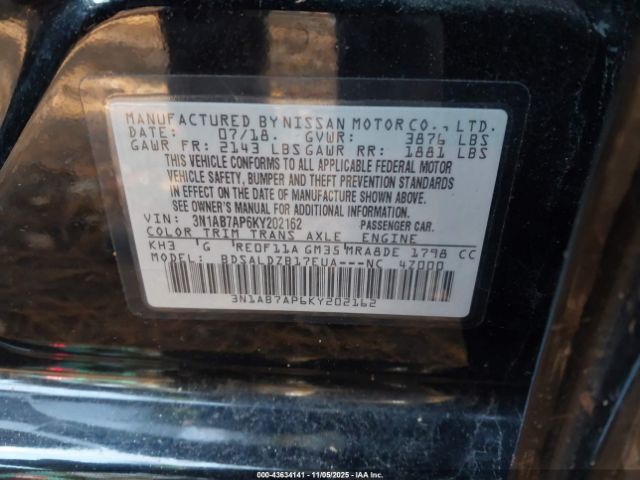 MANUFACTURED BY NISSAN MOTOR CO., LTD.
DATE: 07/18. GVWR: 3876 LBS
GAWR FR: 2143 LBS GAWR RR: 1881 LBS
THIS VEHICLE CONFORMS TO ALL APPLICABLE FEDERAL MOTOR
VEHICLE SAFETY, BUMPER AND THEFT PREVENTION STANDARDS
IN EFFECT ON THE DATE OF MANUFACTURE SHOWN ABOVE.
SEE OWNER'S MANUAL FOR ADDITIONAL INFORMATION.
VIN: 3N1AB7AP6KY202162 PASSENGER CAR.
COLOR TRIM TRANS AXLE ENGINE
KH3 G RE0F11A GM35 MRA8DE 1798 CC
MODEL: BDSALDZB17EUA---NC 4Z000
3N1AB7AP6KY202162
000-43634141 - 11/05/2025 - IAAI.COM